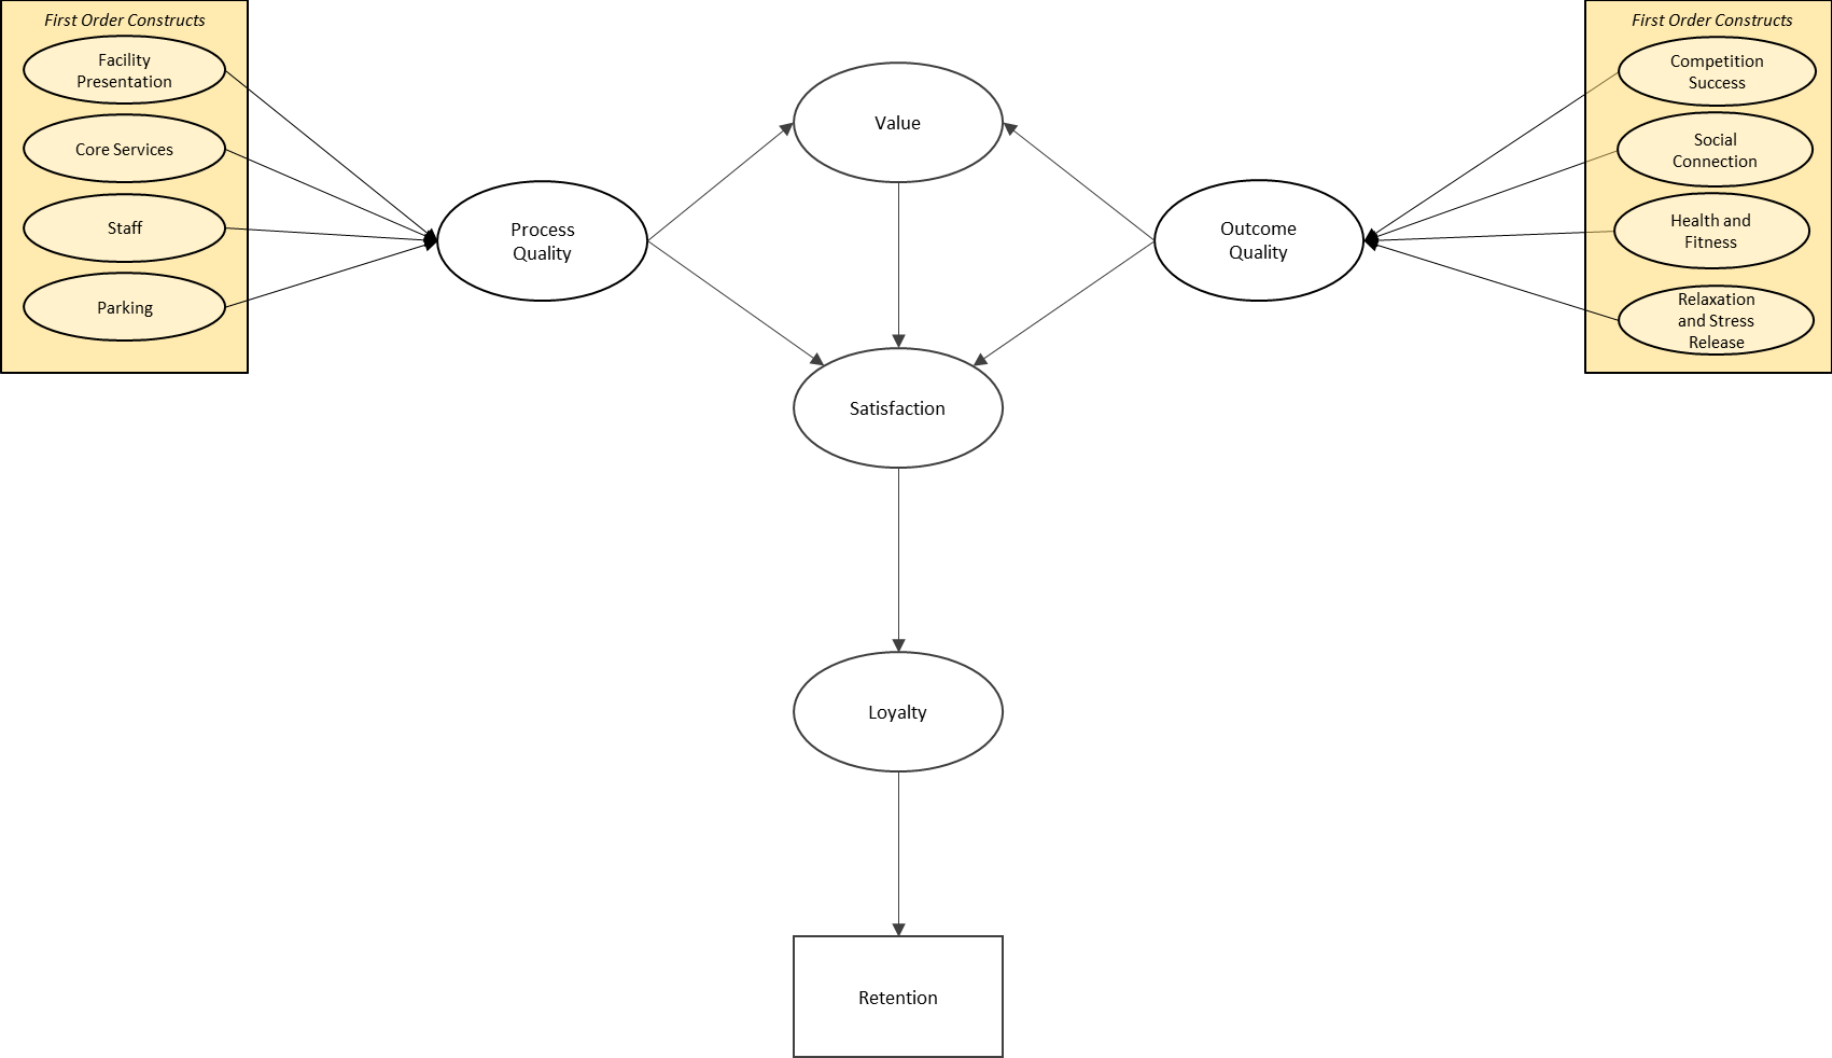 First Order Constructs
Facility
Presentation
Core Services
Staff
Parking
Process
Quality
Value
Satisfaction
Loyalty
Retention
Outcome
Quality
First Order Constructs
Competition
Success
Social
Connection
Health and
Fitness
Relaxation
and Stress
Release